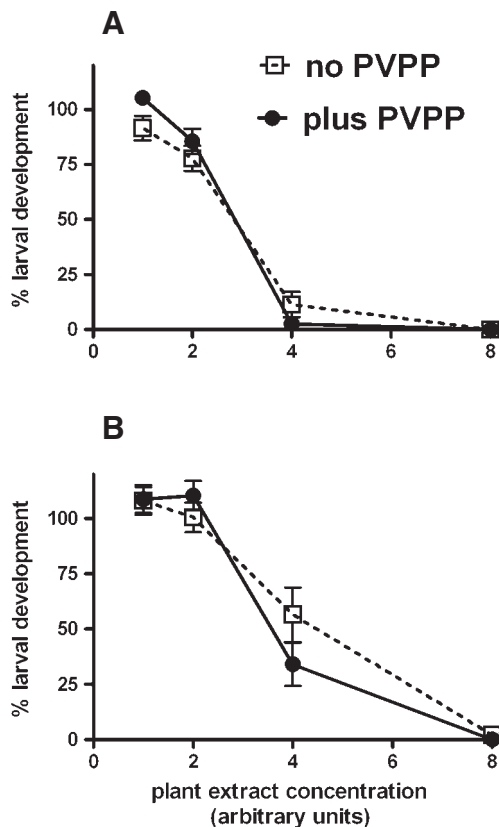 A
no PVPP
plus PVPP
% larval development
100
75
50
25
0
0 2 4 6 8
B
% larval development
100
75
50
25
0
0 2 4 6 8
plant extract concentration
(arbitrary units)